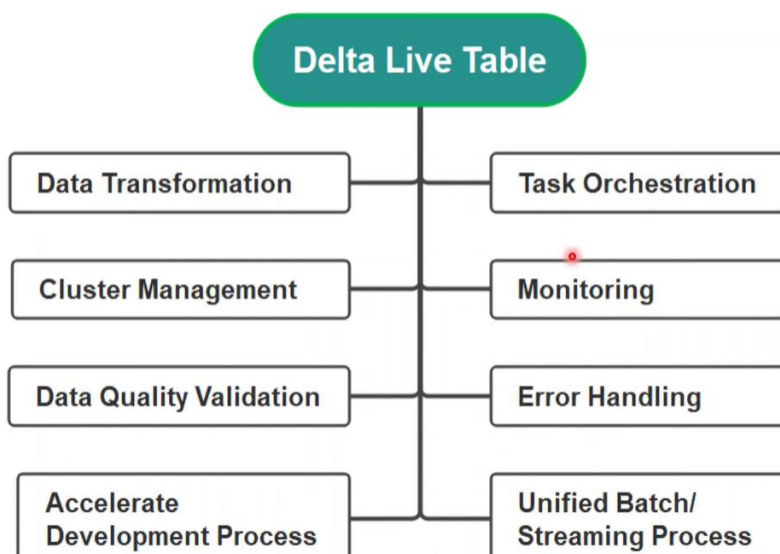 Delta Live Table
Data Transformation
Task Orchestration
Cluster Management
Monitoring
Data Quality Validation
Error Handling
Accelerate
Development Process
Unified Batch/
Streaming Process